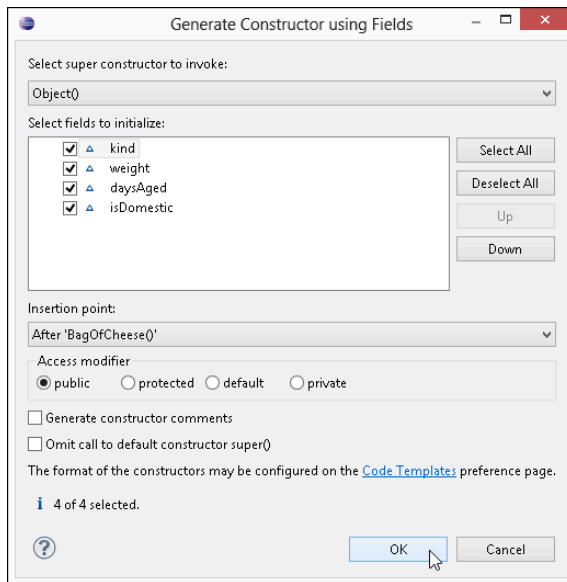 Generate Constructor using Fields
Select super constructor to invoke:
Object()
Select fields to initialize:
kind
weight
daysAged
isDomestic
Select All
Deselect All
Up
Down
Insertion point:
After 'BagOfCheese()'
Access modifier
public protected default private
Generate constructor comments
Omit call to default constructor super()
The format of the constructors may be configured on the Code Templates preference page.
4 of 4 selected.
OK Cancel